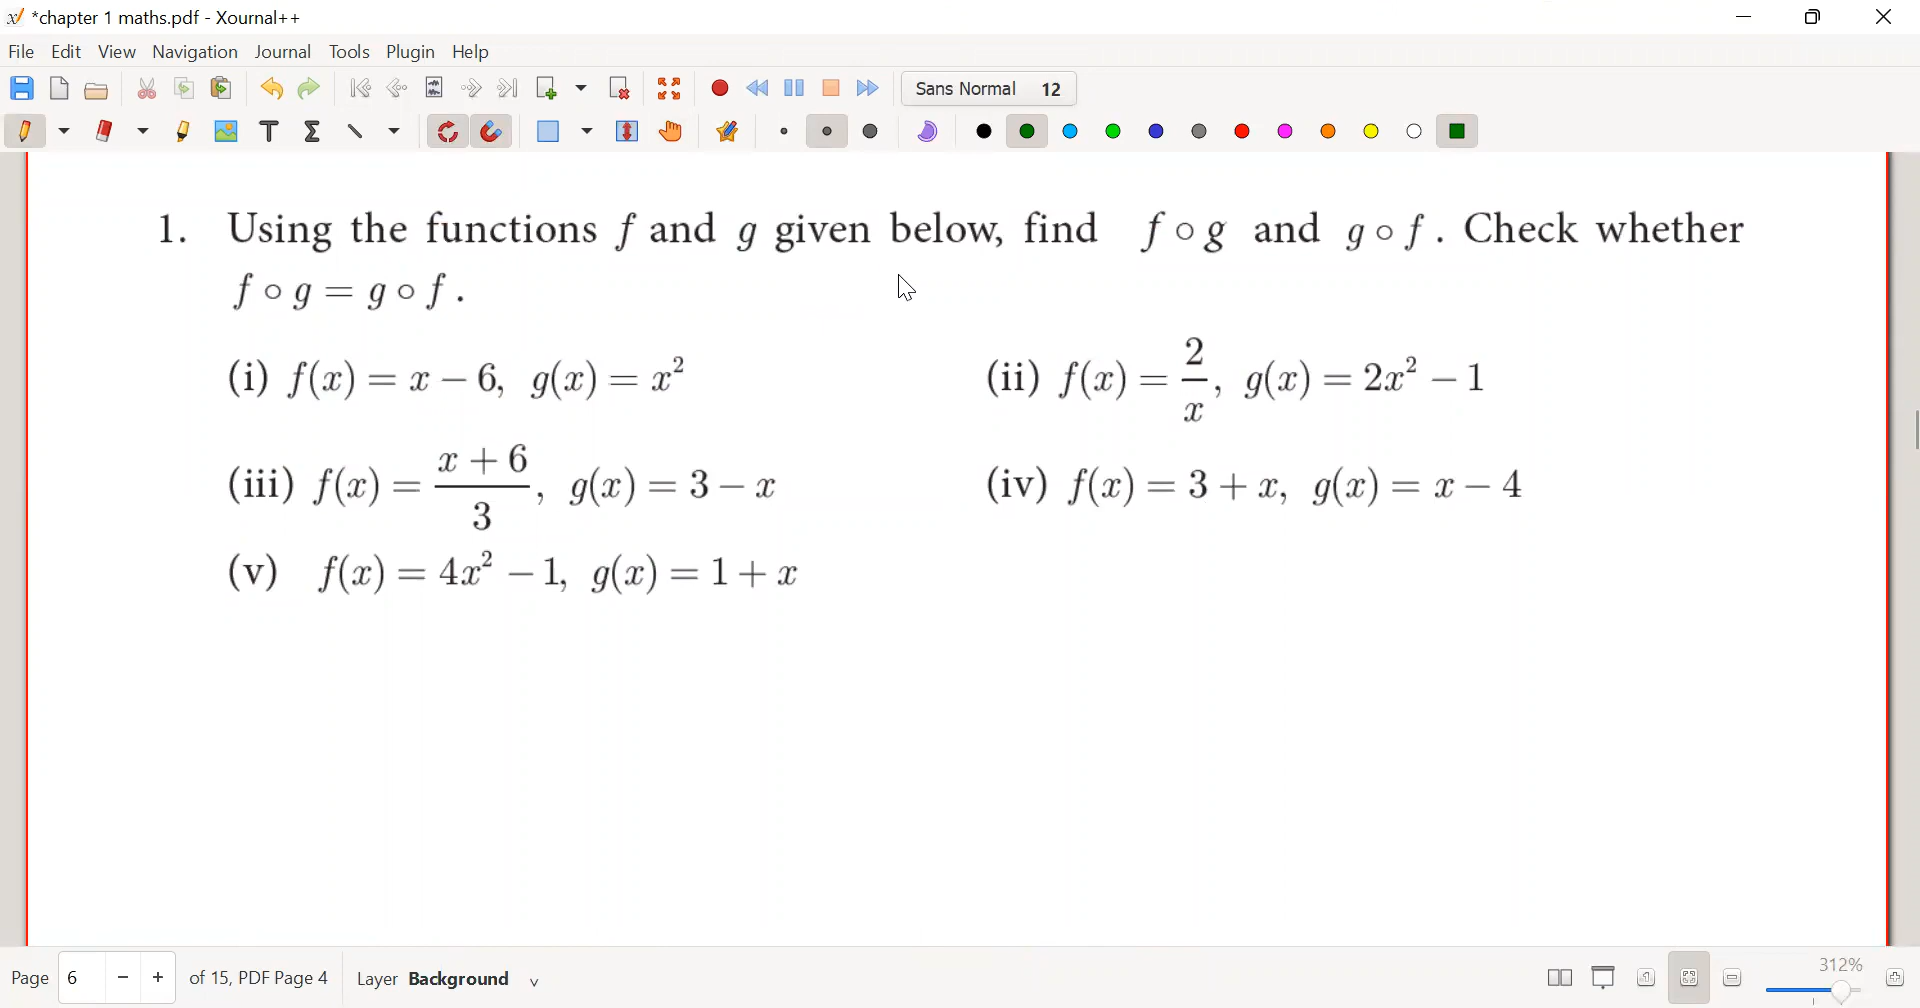 *chapter 1 maths.pdf - Xournal++
File Edit View Navigation Journal Tools Plugin Help
Sans Normal 12
1. Using the functions f and g given below, find f∘g and g∘f. Check whether
f∘g = g∘f.
(i) f(x) = x − 6, g(x) = x²
(ii) f(x) = 2/x, g(x) = 2x² − 1
(iii) f(x) = (x + 6)/3, g(x) = 3 − x
(iv) f(x) = 3 + x, g(x) = x − 4
(v) f(x) = 4x² − 1, g(x) = 1 + x
312%
Page 6 − + of 15, PDF Page 4 Layer Background